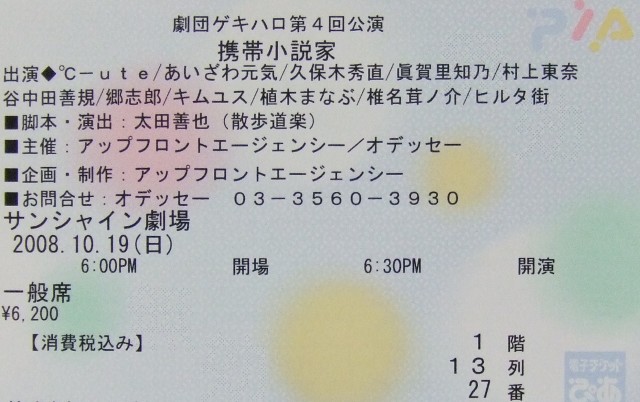 PIA
劇団ゲキハロ第４回公演
携帯小説家
出演◆℃－ｕｔｅ/あいざわ元気/久保木秀直/眞賀里知乃/村上東奈
谷中田善規/郷志郎/キムユス/植木まなぶ/椎名茸ノ介/ヒルタ街
■脚本・演出：太田善也（散歩道楽）
■主催：アップフロントエージェンシー／オデッセー
■企画・制作：アップフロントエージェンシー
■お問合せ：オデッセー　０３－３５６０－３９３０
サンシャイン劇場
2008.10.19(日)
6:00PM 開場 6:30PM 開演
一般席
¥6,200
【消費税込み】
1 階
１３ 列
27 番
電子チケット
ぴあ